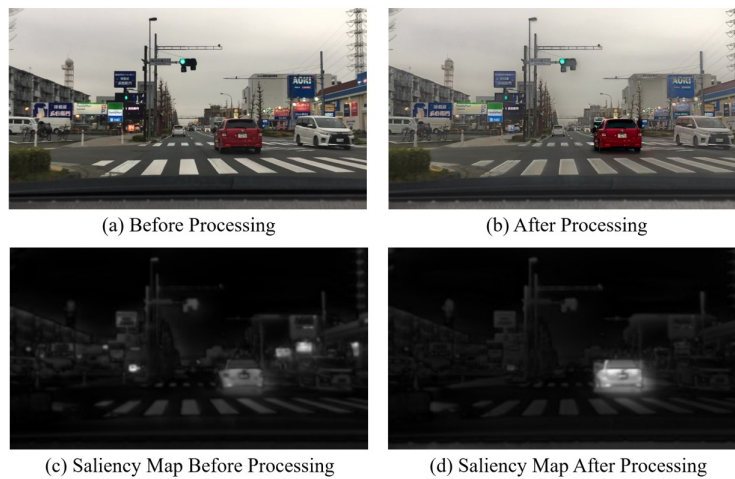 AOKI
AOKI
(a) Before Processing
(b) After Processing
(c) Saliency Map Before Processing
(d) Saliency Map After Processing